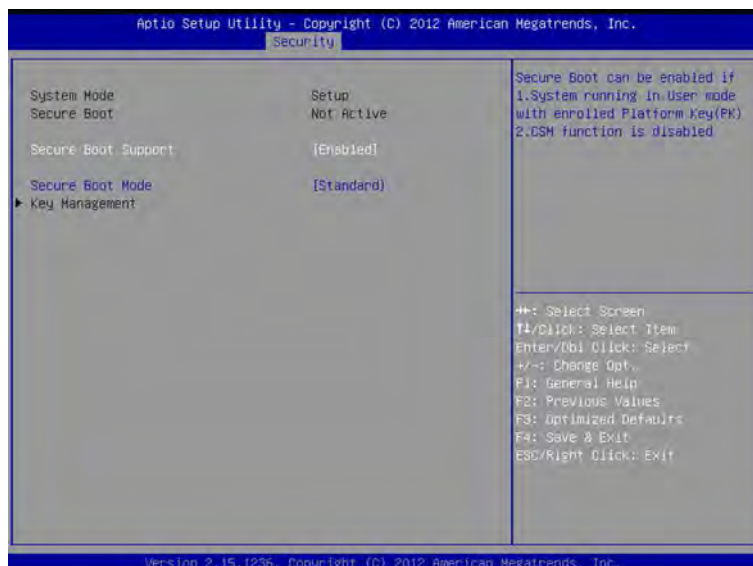 Aptio Setup Utility – Copyright (C) 2012 American Megatrends, Inc.
Security
System Mode Setup
Secure Boot Not Active
Secure Boot Support [Enabled]
Secure Boot Mode [Standard]
Key Management
Secure Boot can be enabled if
1.System running in User mode
with enrolled Platform Key(PK)
2.CSM function is disabled
→←: Select Screen
↑↓/Click: Select Item
Enter/Dbl Click: Select
+/-: Change Opt.
F1: General Help
F2: Previous Values
F3: Optimized Defaults
F4: Save & Exit
ESC/Right Click: Exit
Version 2.15.1236. Copyright (C) 2012 American Megatrends, Inc.